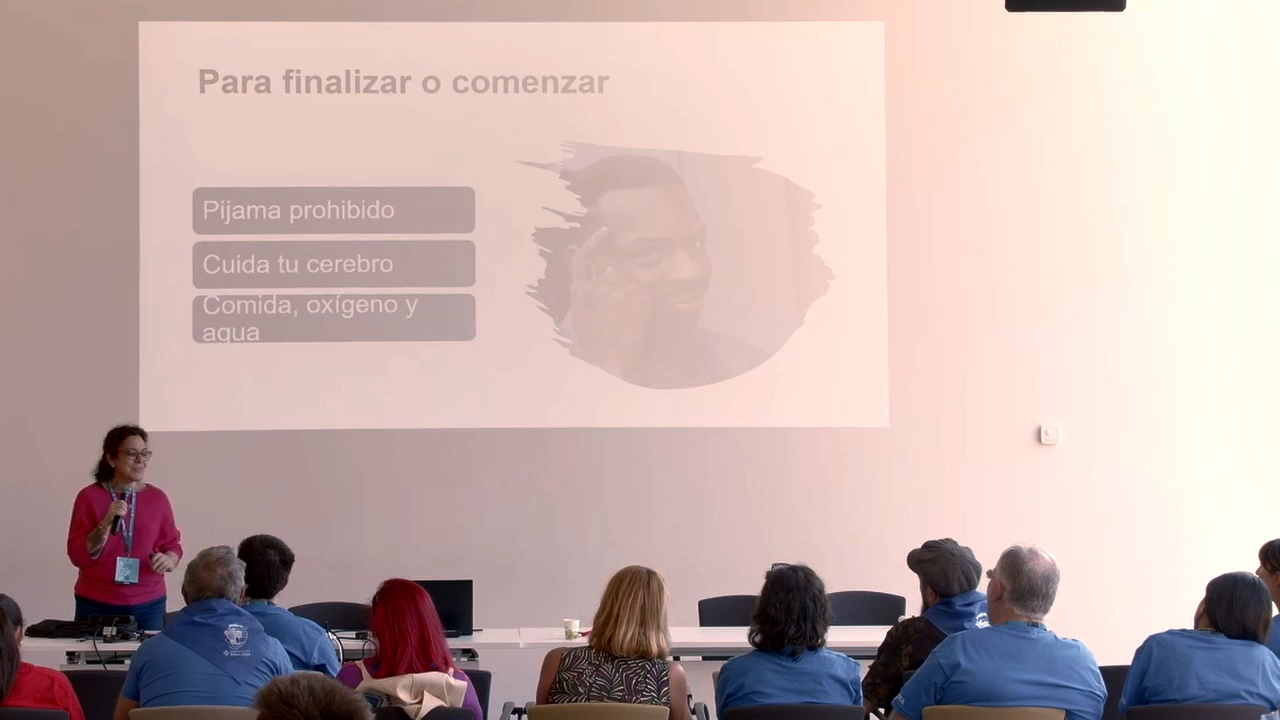 Para finalizar o comenzar
Pijama prohibido
Cuida tu cerebro
Comida, oxígeno y
agua